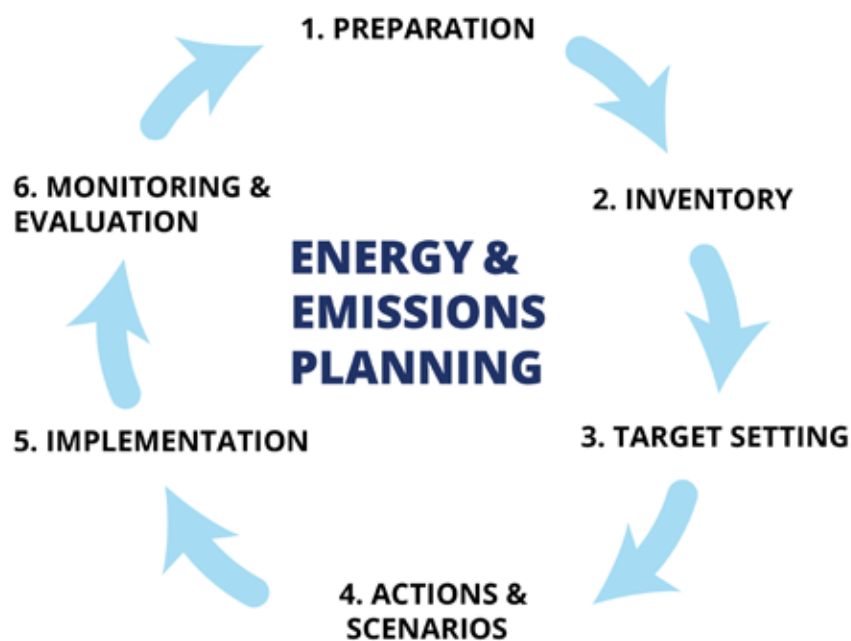 1. PREPARATION
2. INVENTORY
3. TARGET SETTING
4. ACTIONS &
SCENARIOS
5. IMPLEMENTATION
6. MONITORING &
EVALUATION
ENERGY &
EMISSIONS
PLANNING